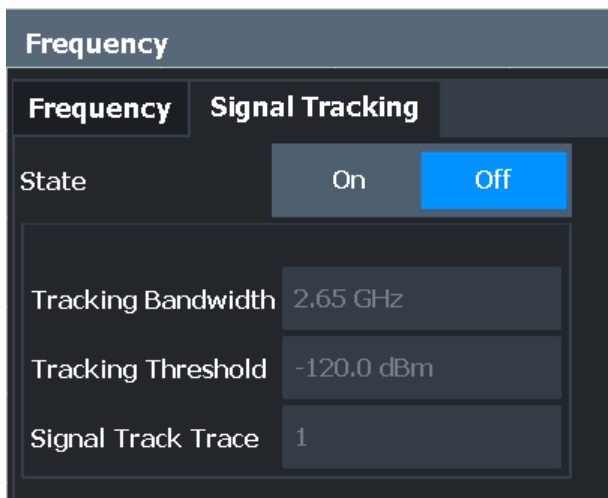 Frequency
Frequency Signal Tracking
State On Off
Tracking Bandwidth 2.65 GHz
Tracking Threshold -120.0 dBm
Signal Track Trace 1